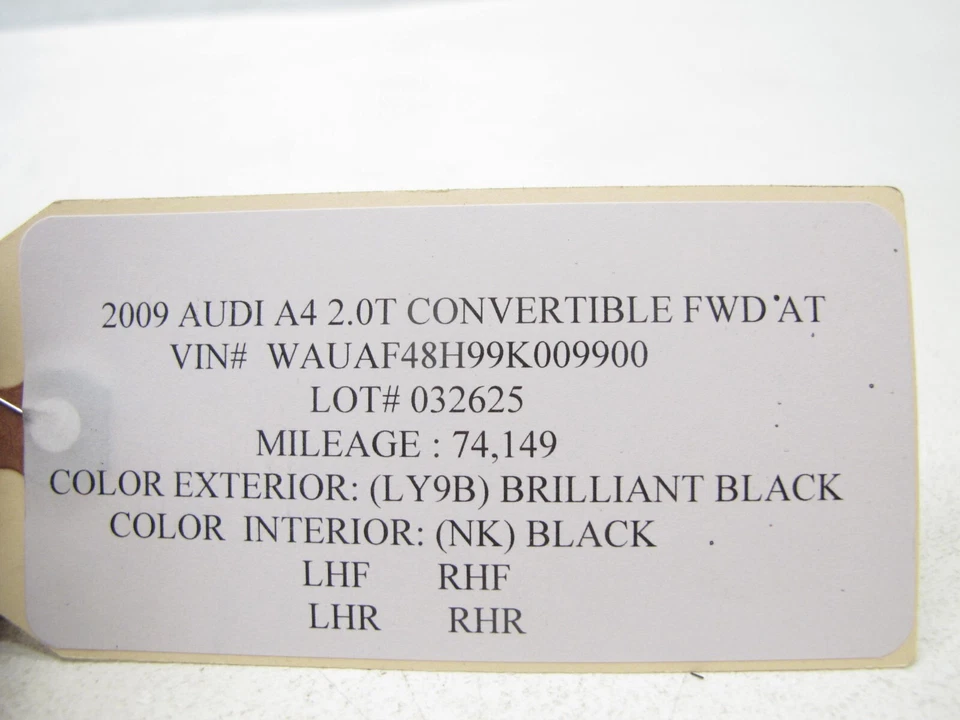 2009 AUDI A4 2.0T CONVERTIBLE FWD AT
VIN# WAUAF48H99K009900
LOT# 032625
MILEAGE : 74,149
COLOR EXTERIOR: (LY9B) BRILLIANT BLACK
COLOR INTERIOR: (NK) BLACK
LHF RHF
LHR RHR